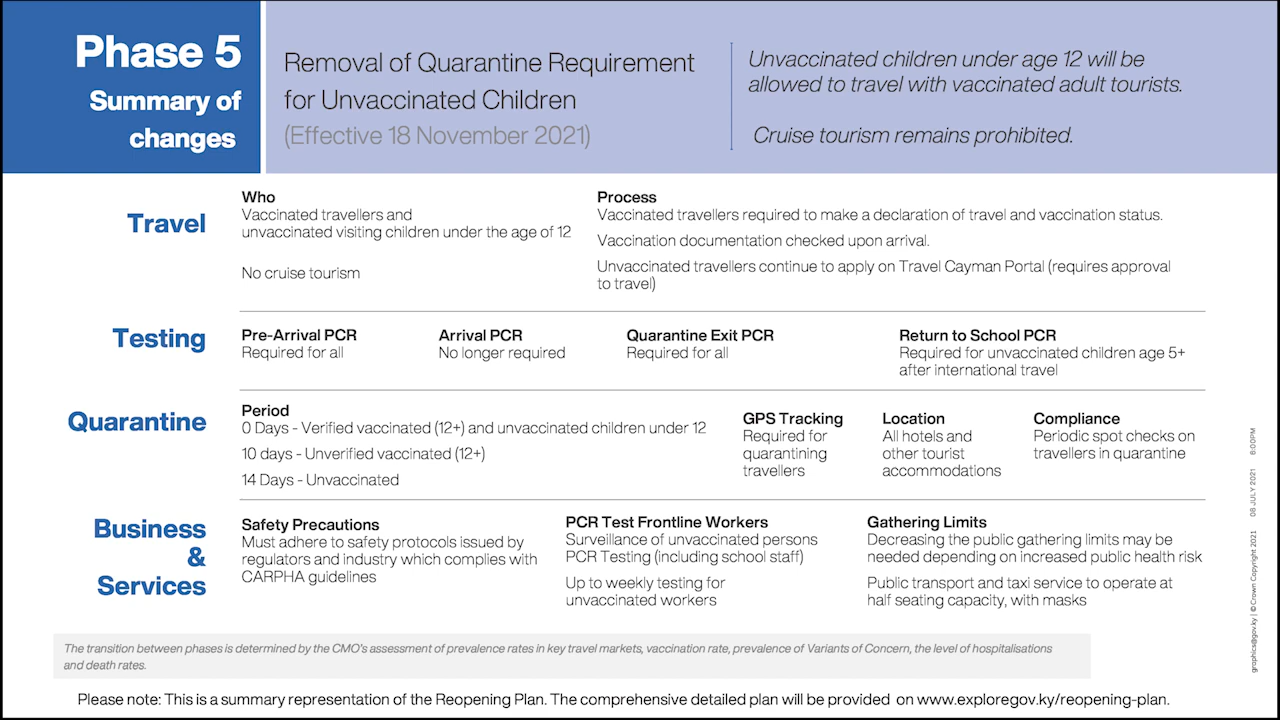 Phase 5
Summary of
changes
Removal of Quarantine Requirement
for Unvaccinated Children
(Effective 18 November 2021)
Unvaccinated children under age 12 will be
allowed to travel with vaccinated adult tourists.
Cruise tourism remains prohibited.
Travel
Who
Vaccinated travellers and
unvaccinated visiting children under the age of 12
No cruise tourism
Process
Vaccinated travellers required to make a declaration of travel and vaccination status.
Vaccination documentation checked upon arrival.
Unvaccinated travellers continue to apply on Travel Cayman Portal (requires approval
to travel)
Testing
Pre-Arrival PCR
Required for all
Arrival PCR
No longer required
Quarantine Exit PCR
Required for all
Return to School PCR
Required for unvaccinated children age 5+
after international travel
Quarantine
Period
0 Days - Verified vaccinated (12+) and unvaccinated children under 12
10 days - Unverified vaccinated (12+)
14 Days - Unvaccinated
GPS Tracking
Required for
quarantining
travellers
Location
All hotels and
other tourist
accommodations
Compliance
Periodic spot checks on
travellers in quarantine
Business
&
Services
Safety Precautions
Must adhere to safety protocols issued by
regulators and industry which complies with
CARPHA guidelines
PCR Test Frontline Workers
Surveillance of unvaccinated persons
PCR Testing (including school staff)
Up to weekly testing for
unvaccinated workers
Gathering Limits
Decreasing the public gathering limits may be
needed depending on increased public health risk
Public transport and taxi service to operate at
half seating capacity, with masks
The transition between phases is determined by the CMO's assessment of prevalence rates in key travel markets, vaccination rate, prevalence of Variants of Concern, the level of hospitalisations
and death rates.
Please note: This is a summary representation of the Reopening Plan. The comprehensive detailed plan will be provided on www.exploregov.ky/reopening-plan.
graphics@gov.ky | © Crown Copyright 2021 08 JULY 2021 8:00PM